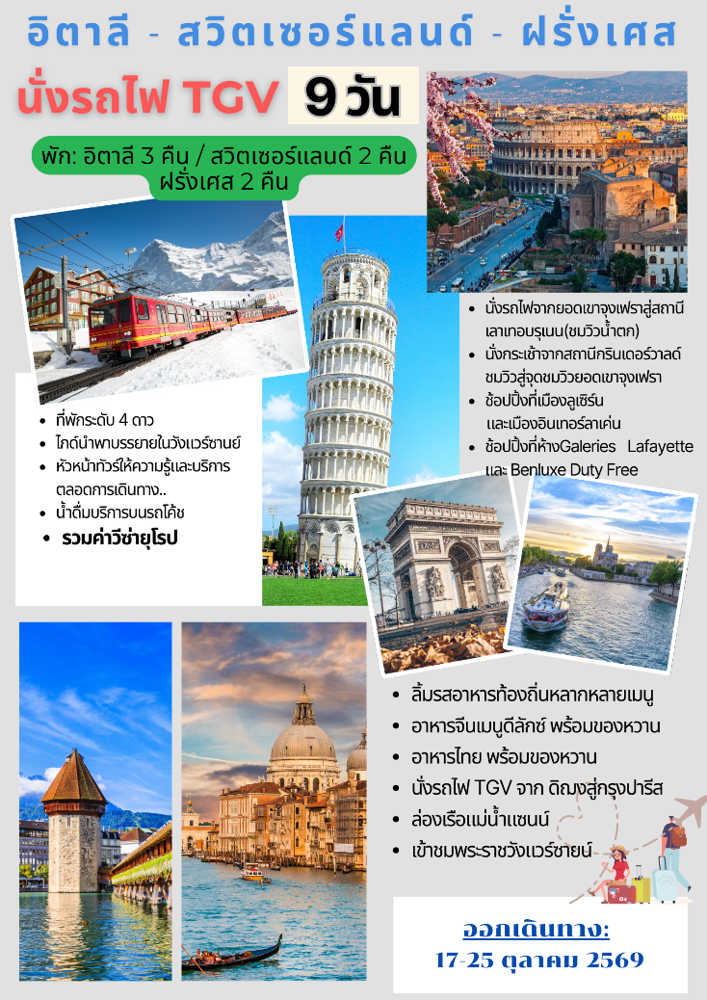 อิตาลี - สวิตเซอร์แลนด์ - ฝรั่งเศส
นั่งรถไฟ TGV 9 วัน
พัก: อิตาลี 3 คืน / สวิตเซอร์แลนด์ 2 คืน
ฝรั่งเศส 2 คืน
• นั่งรถไฟจากยอดเขาจุงเฟราสู่สถานี
เลาเทอบรุเนน(ชมวิวน้ำตก)
• นั่งกระเช้าจากสถานีกรินเดอร์วาลด์
ชมวิวสู่จุดชมวิวยอดเขาจุงเฟรา
• ช้อปปิ้งที่เมืองลูเซิร์น
และเมืองอินเทอร์ลาเค่น
• ช้อปปิ้งที่ห้างGaleries Lafayette
และ Benluxe Duty Free
• ที่พักระดับ 4 ดาว
• ไกด์นำพาบรรยายในวังแวร์ซานย์
• หัวหน้าทัวร์ให้ความรู้และบริการ
ตลอดการเดินทาง..
• น้ำดื่มบริการบนรถโค้ช
• รวมค่าวีซ่ายุโรป
• ลิ้มรสอาหารท้องถิ่นหลากหลายเมนู
• อาหารจีนเมนูดีลักซ์ พร้อมของหวาน
• อาหารไทย พร้อมของหวาน
• นั่งรถไฟ TGV จาก ดิฌงสู่กรุงปารีส
• ล่องเรือแม่น้ำแซนน์
• เข้าชมพระราชวังแวร์ซายน์
ออกเดินทาง:
17-25 ตุลาคม 2569